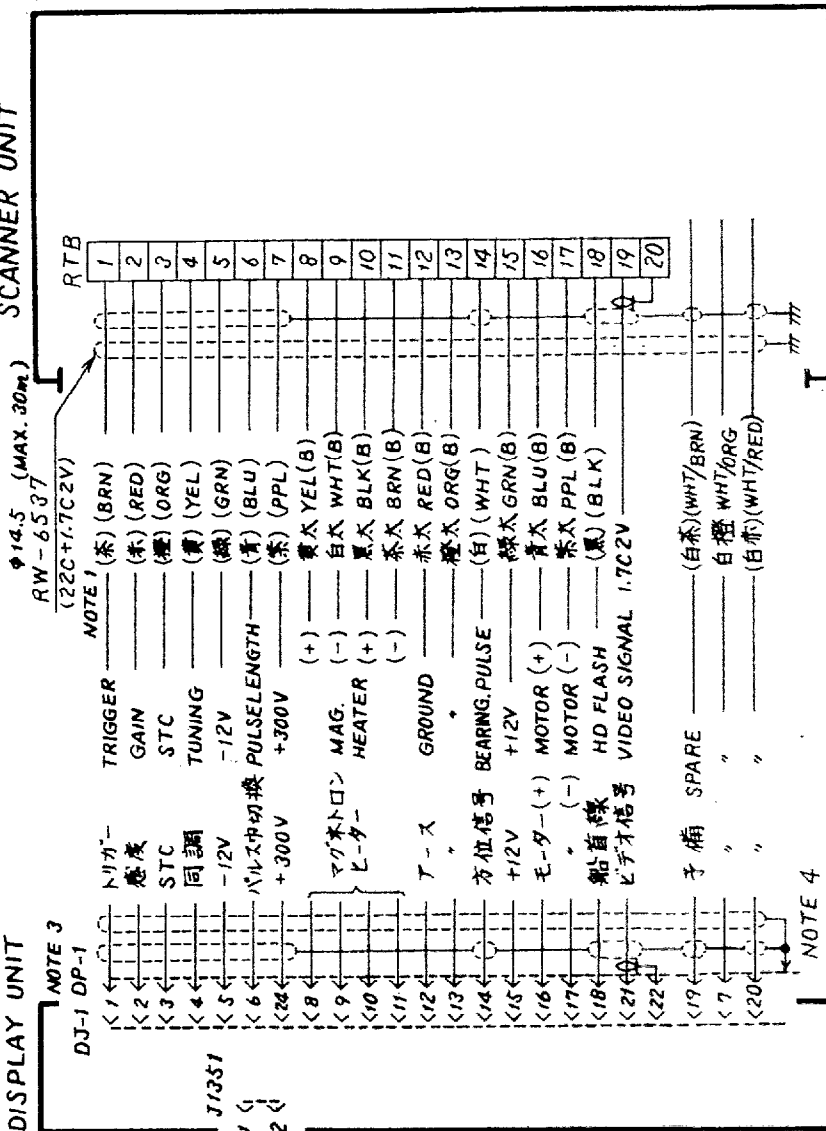 DISPLAY UNIT
φ14.5 (MAX. 30m)
SCANNER UNIT
RW-6537
(22C+1.7C2V)
NOTE 3
NOTE 1
DJ-1 DP-1
RTB
J1351
1
2
1 トリガー TRIGGER (茶) (BRN) 1
2 感度 GAIN (赤) (RED) 2
3 STC STC (橙) (ORG) 3
4 同調 TUNING (黄) (YEL) 4
5 -12V -12V (緑) (GRN) 5
6 パルス巾切換 PULSELENGTH (青) (BLU) 6
24 +300V +300V (紫) (PPL) 7
8 (+) 黄太 YEL(B) 8
9 マグネトロン MAG. (-) 白太 WHT(B) 9
10 ヒーター HEATER (+) 黒太 BLK(B) 10
11 (-) 茶太 BRN(B) 11
12 アース GROUND 赤太 RED(B) 12
13 〃 〃 橙太 ORG(B) 13
14 方位信号 BEARING.PULSE (白) (WHT) 14
15 +12V +12V 緑太 GRN(B) 15
16 モーター(+) MOTOR (+) 青太 BLU(B) 16
17 〃 (-) MOTOR (-) 紫太 PPL(B) 17
18 船首線 HD FLASH (黒) (BLK) 18
21 ビデオ信号 VIDEO SIGNAL 1.7C2V 19
22 20
19 予備 SPARE (白茶)(WHT/BRN)
7 〃 〃 白橙 WHT/ORG
20 〃 〃 (白赤)(WHT/RED)
NOTE 4